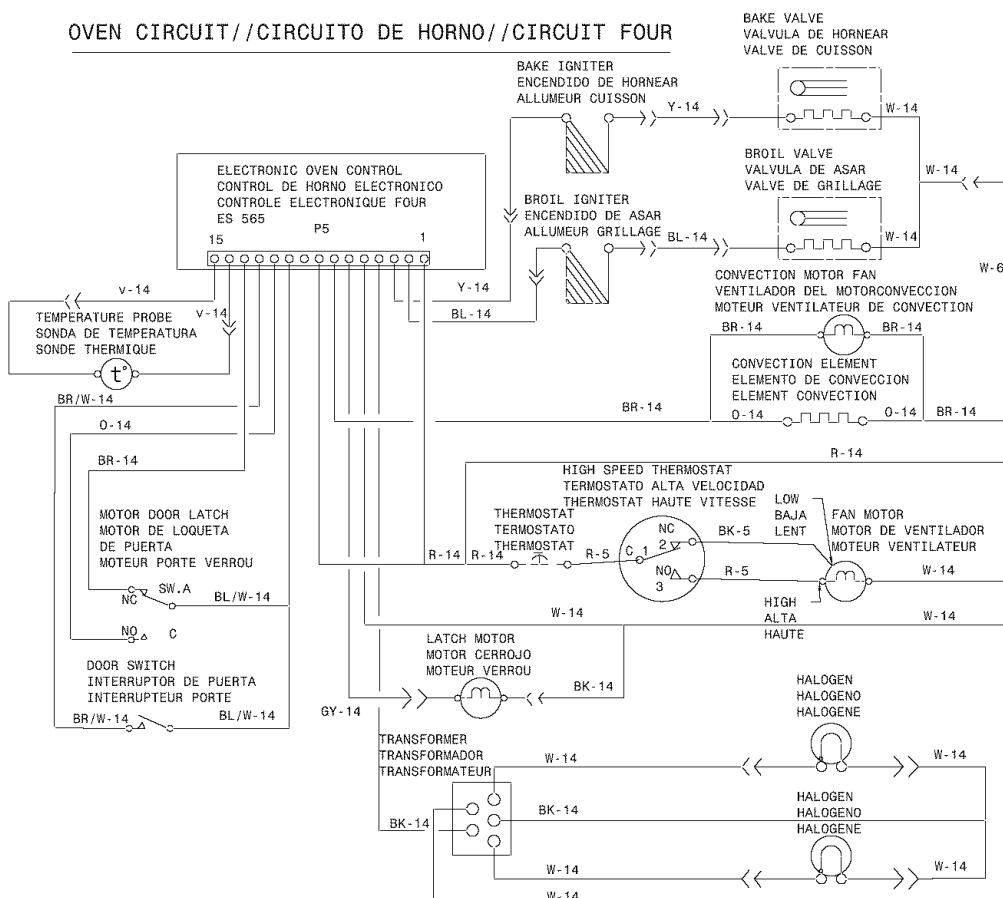 OVEN CIRCUIT//CIRCUITO DE HORNO//CIRCUIT FOUR
BAKE VALVE
VALVULA DE HORNEAR
VALVE DE CUISSON
BAKE IGNITER
ENCENDIDO DE HORNEAR
ALLUMEUR CUISSON
Y-14
W-14
ELECTRONIC OVEN CONTROL
CONTROL DE HORNO ELECTRONICO
CONTROLE ELECTRONIQUE FOUR
ES 565
P5
15
1
BROIL VALVE
VALVULA DE ASAR
VALVE DE GRILLAGE
W-14
BROIL IGNITER
ENCENDIDO DE ASAR
ALLUMEUR GRILLAGE
BL-14
W-14
W-6
Y-14
BL-14
v-14
v-14
TEMPERATURE PROBE
SONDA DE TEMPERATURA
SONDE THERMIQUE
t°
CONVECTION MOTOR FAN
VENTILADOR DEL MOTORCONVECCION
MOTEUR VENTILATEUR DE CONVECTION
BR-14
BR-14
CONVECTION ELEMENT
ELEMENTO DE CONVECCION
ELEMENT CONVECTION
BR/W-14
BR-14
O-14
O-14
BR-14
O-14
BR-14
R-14
HIGH SPEED THERMOSTAT
TERMOSTATO ALTA VELOCIDAD
THERMOSTAT HAUTE VITESSE
LOW
BAJA
LENT
MOTOR DOOR LATCH
MOTOR DE LOQUETA
DE PUERTA
MOTEUR PORTE VERROU
THERMOSTAT
TERMOSTATO
THERMOSTAT
FAN MOTOR
MOTOR DE VENTILADOR
MOTEUR VENTILATEUR
R-14
R-14
R-5
NC
2
C
1
NO
3
BK-5
R-5
W-14
SW.A
NC
BL/W-14
NO
C
HIGH
ALTA
HAUTE
W-14
W-14
LATCH MOTOR
MOTOR CERROJO
MOTEUR VERROU
DOOR SWITCH
INTERRUPTOR DE PUERTA
INTERRUPTEUR PORTE
BR/W-14
BL/W-14
GY-14
BK-14
HALOGEN
HALOGENO
HALOGENE
TRANSFORMER
TRANSFORMADOR
TRANSFORMATEUR
W-14
W-14
BK-14
BK-14
HALOGEN
HALOGENO
HALOGENE
W-14
W-14
W-14